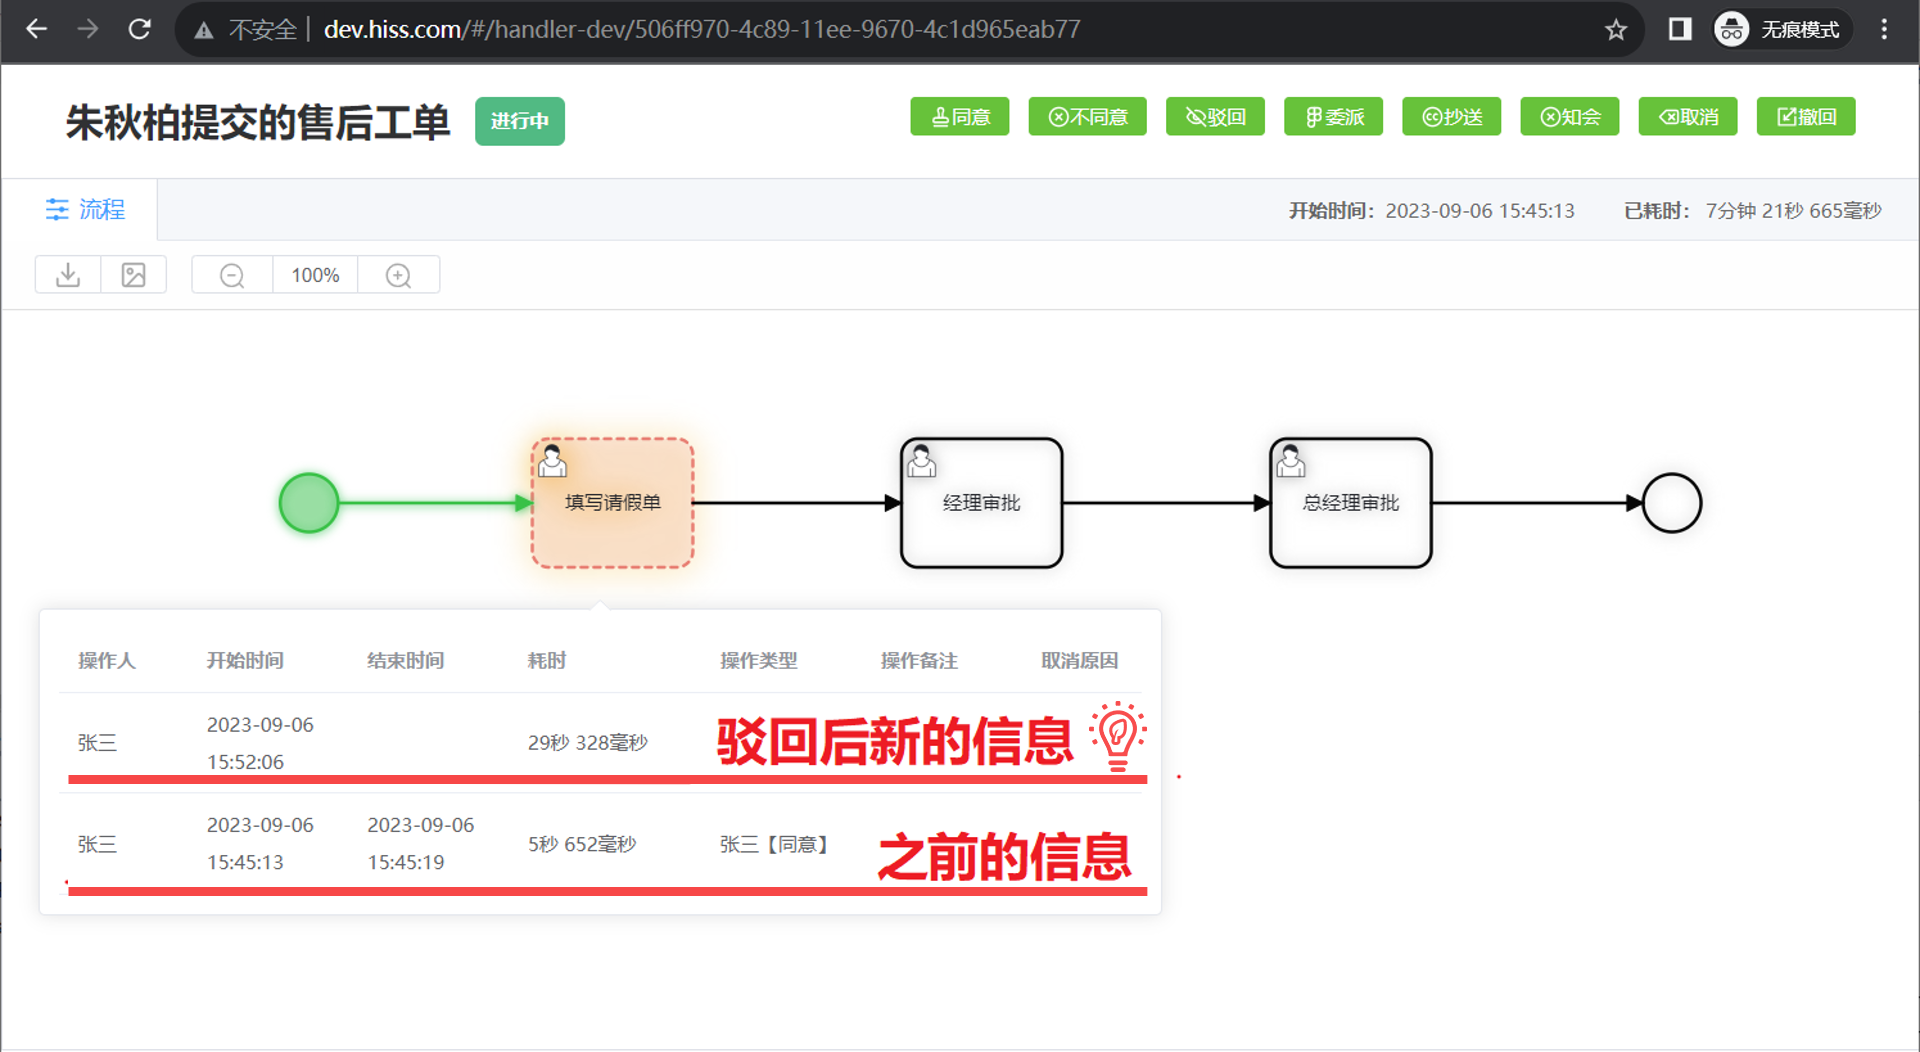 不安全 dev.hiss.com/#/handler-dev/506ff970-4c89-11ee-9670-4c1d965eab77 无痕模式
朱秋柏提交的售后工单 进行中 同意 不同意 驳回 委派 抄送 知会 取消 撤回
流程 开始时间： 2023-09-06 15:45:13 已耗时： 7分钟 21秒 665毫秒
100%
填写请假单 经理审批 总经理审批
操作人 开始时间 结束时间 耗时 操作类型 操作备注 取消原因
张三 2023-09-06 15:52:06 29秒 328毫秒 驳回后新的信息
张三 2023-09-06 15:45:13 2023-09-06 15:45:19 5秒 652毫秒 张三【同意】 之前的信息